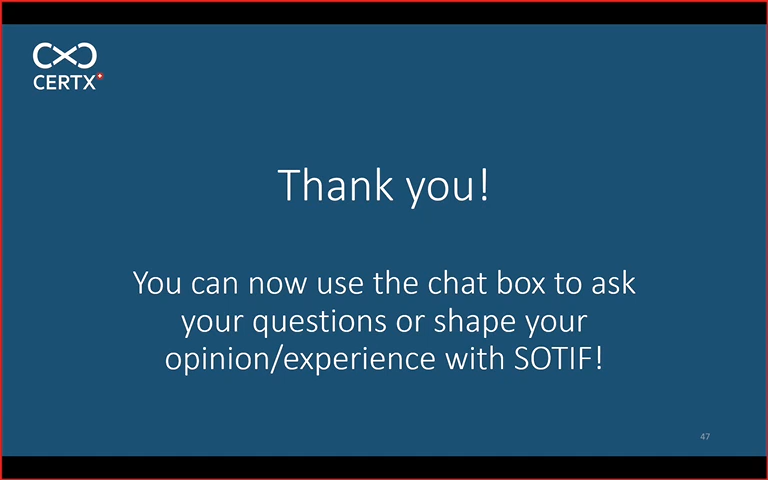 CERTX
Thank you!
You can now use the chat box to ask
your questions or shape your
opinion/experience with SOTIF!
47